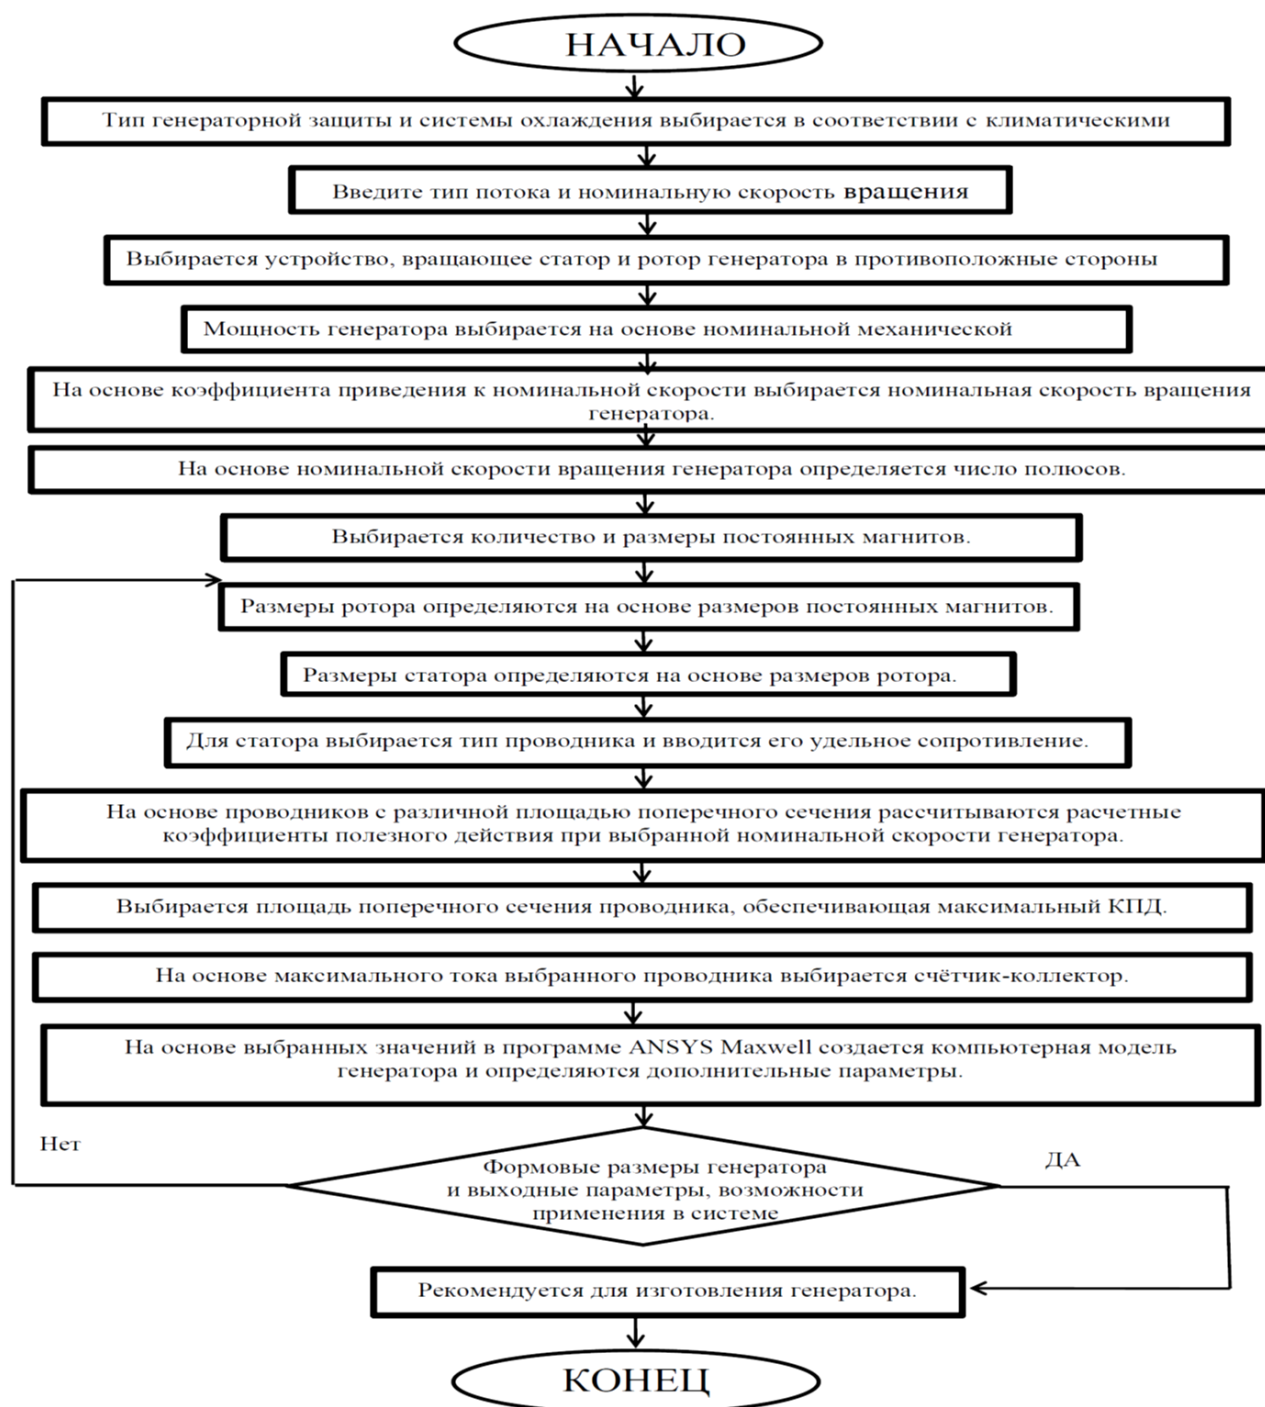 НАЧАЛО
Тип генераторной защиты и системы охлаждения выбирается в соответствии с климатическими
Введите тип потока и номинальную скорость вращения
Выбирается устройство, вращающее статор и ротор генератора в противоположные стороны
Мощность генератора выбирается на основе номинальной механической
На основе коэффициента приведения к номинальной скорости выбирается номинальная скорость вращения
генератора.
На основе номинальной скорости вращения генератора определяется число полюсов.
Выбирается количество и размеры постоянных магнитов.
Размеры ротора определяются на основе размеров постоянных магнитов.
Размеры статора определяются на основе размеров ротора.
Для статора выбирается тип проводника и вводится его удельное сопротивление.
На основе проводников с различной площадью поперечного сечения рассчитываются расчетные
коэффициенты полезного действия при выбранной номинальной скорости генератора.
Выбирается площадь поперечного сечения проводника, обеспечивающая максимальный КПД.
На основе максимального тока выбранного проводника выбирается счётчик-коллектор.
На основе выбранных значений в программе ANSYS Maxwell создается компьютерная модель
генератора и определяются дополнительные параметры.
Нет
ДА
Формовые размеры генератора
и выходные параметры, возможности
применения в системе
Рекомендуется для изготовления генератора.
КОНЕЦ